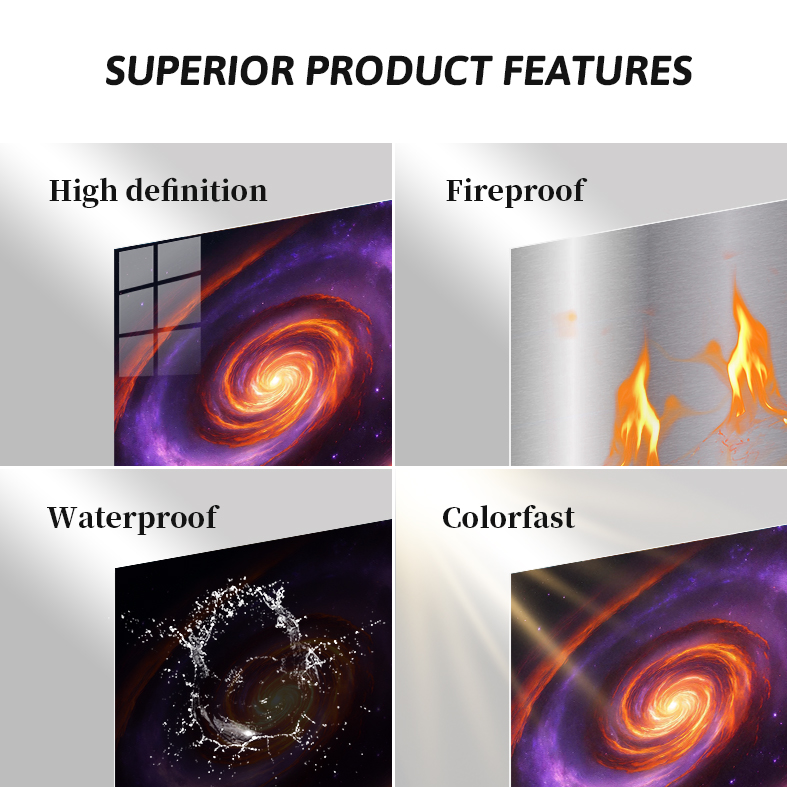 SUPERIOR PRODUCT FEATURES
High definition
Fireproof
Waterproof
Colorfast